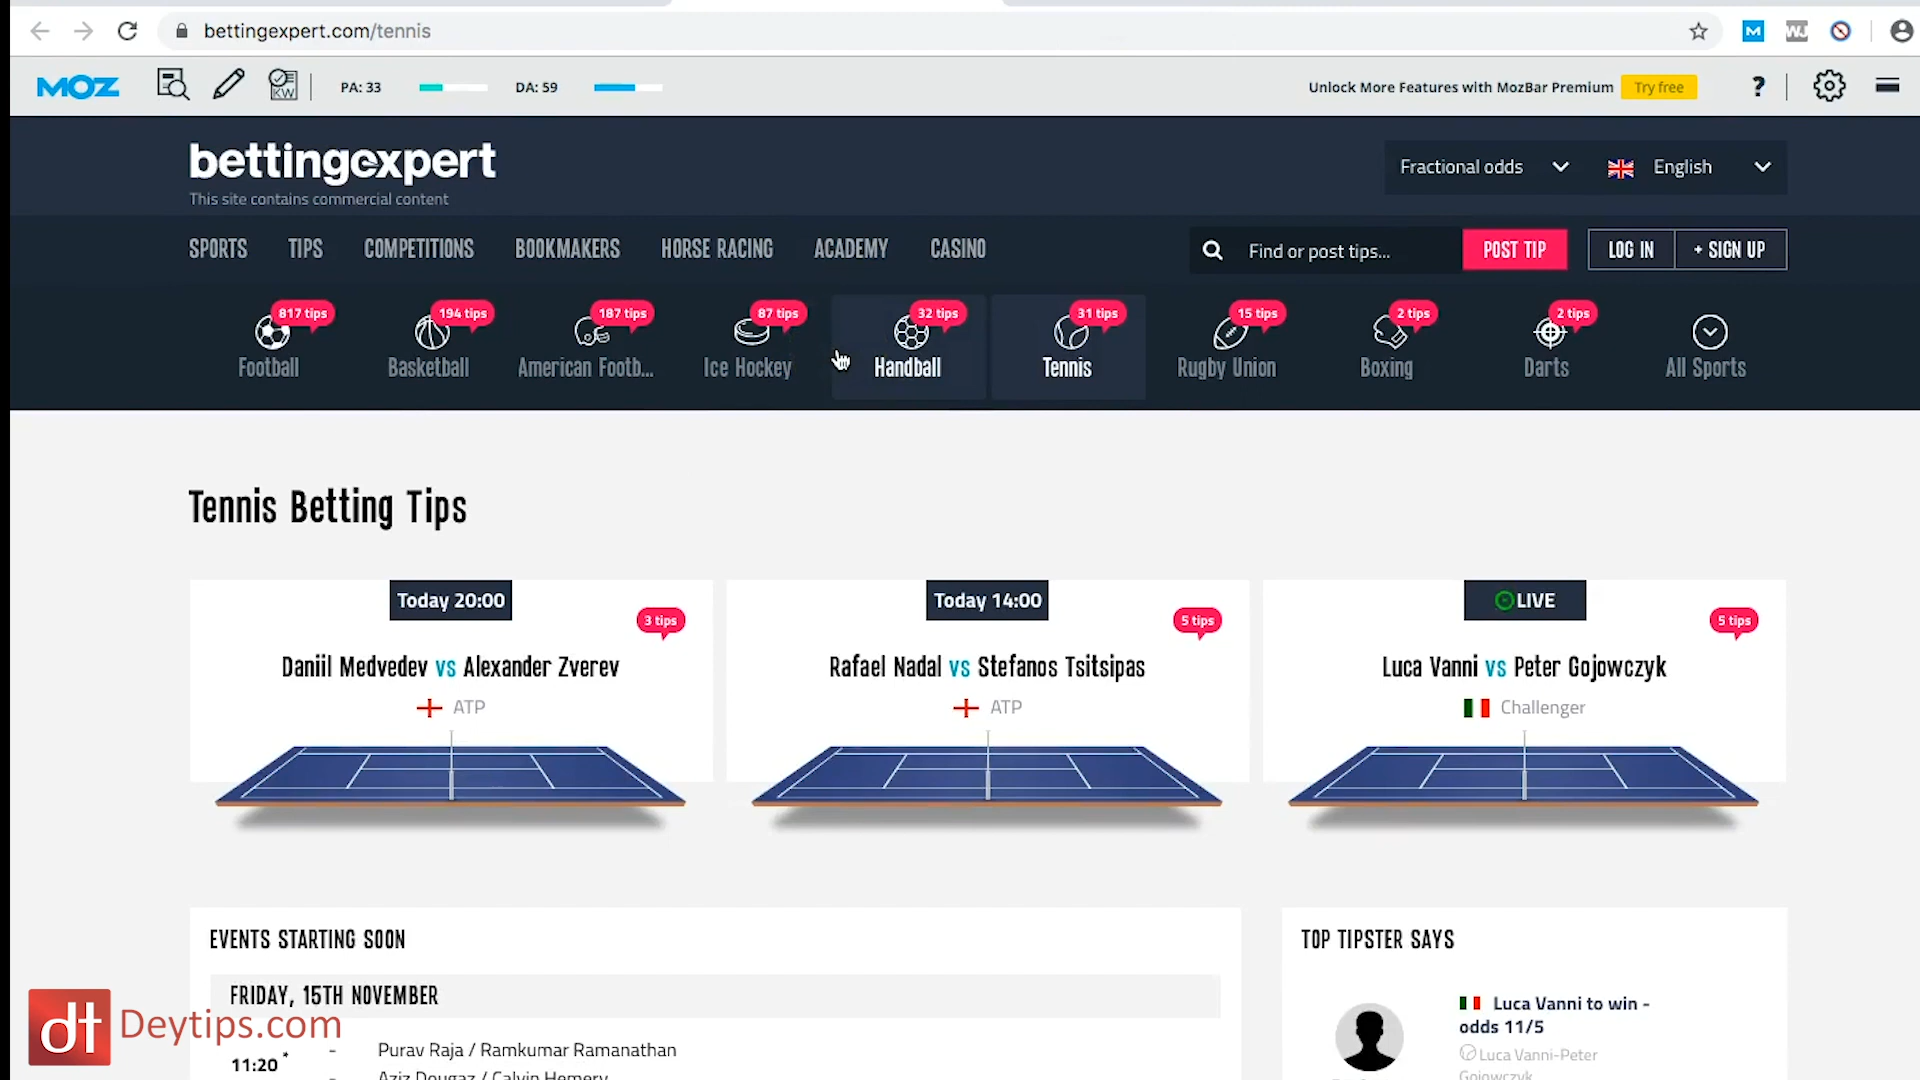 bettingexpert.com/tennis
MOZ
KW
PA: 33
DA: 59
Unlock More Features with MozBar Premium
Try free
?
bettingexpert
This site contains commercial content
Fractional odds
English
SPORTS
TIPS
COMPETITIONS
BOOKMAKERS
HORSE RACING
ACADEMY
CASINO
Find or post tips...
POST TIP
LOG IN
+ SIGN UP
817 tips
Football
194 tips
Basketball
187 tips
American Footb...
87 tips
Ice Hockey
32 tips
Handball
31 tips
Tennis
15 tips
Rugby Union
2 tips
Boxing
2 tips
Darts
All Sports
Tennis Betting Tips
Today 20:00
3 tips
Daniil Medvedev vs Alexander Zverev
ATP
Today 14:00
5 tips
Rafael Nadal vs Stefanos Tsitsipas
ATP
LIVE
5 tips
Luca Vanni vs Peter Gojowczyk
Challenger
EVENTS STARTING SOON
FRIDAY, 15TH NOVEMBER
11:20 *
-
Purav Raja / Ramkumar Ramanathan
-
Aziz Dougaz / Calvin Hemery
TOP TIPSTER SAYS
Luca Vanni to win -
odds 11/5
Luca Vanni-Peter
Gojowczyk
dt Deytips.com